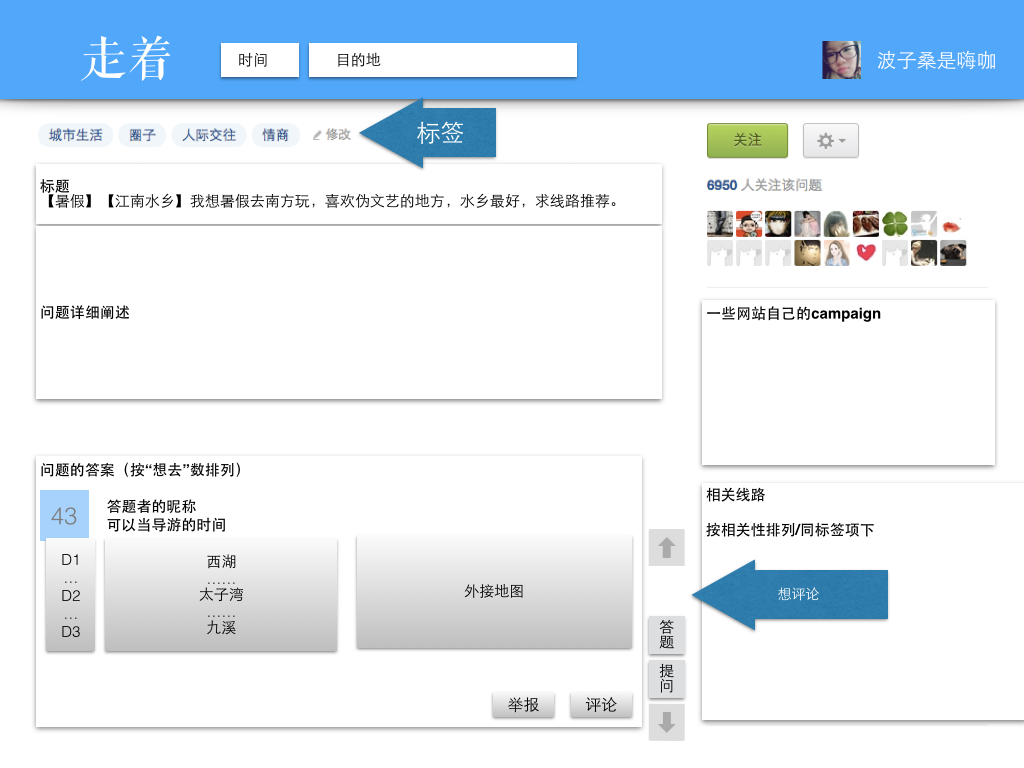 走着
时间
目的地
波子桑是嗨咖
城市生活
圈子
人际交往
情商
修改
标签
关注
标题
【暑假】【江南水乡】我想暑假去南方玩，喜欢伪文艺的地方，水乡最好，求线路推荐。
6950 人关注该问题
问题详细阐述
一些网站自己的campaign
问题的答案（按“想去”数排列）
43
答题者的昵称
可以当导游的时间
D1
...
D2
...
D3
西湖
......
太子湾
......
九溪
外接地图
举报
评论
答
题
提
问
相关线路
按相关性排列/同标签项下
想评论